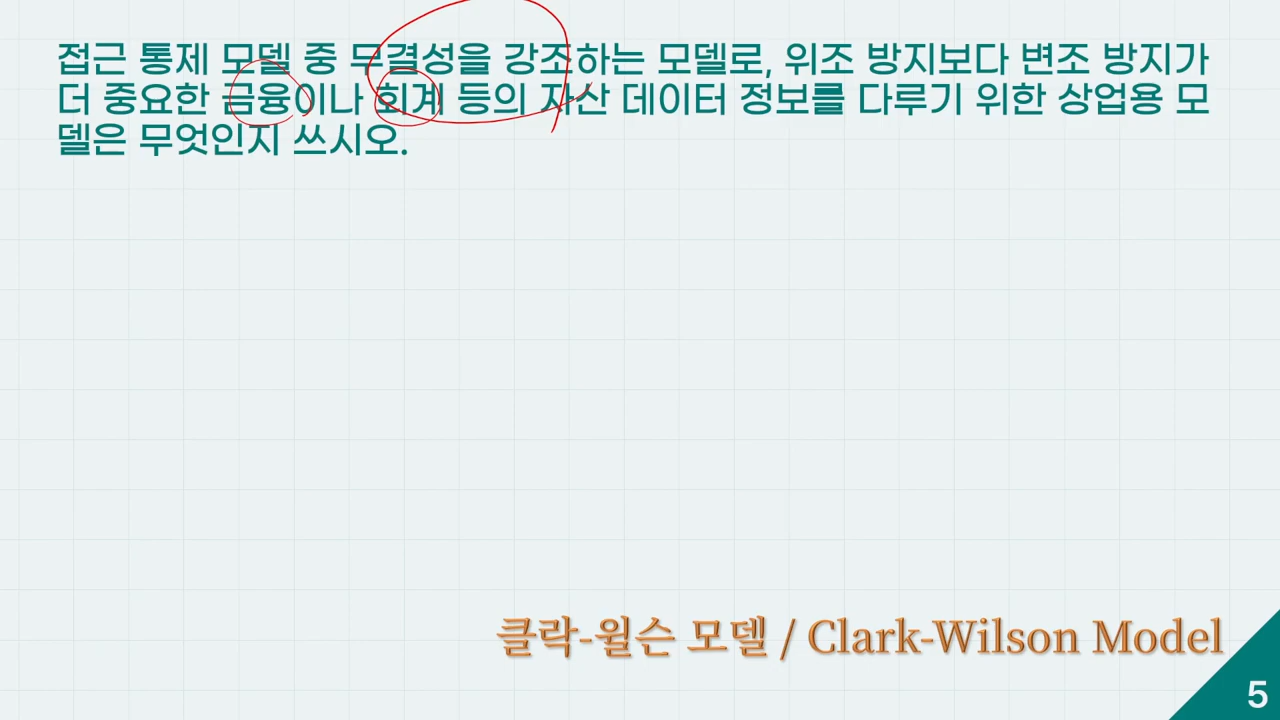 접근 통제 모델 중 무결성을 강조하는 모델로, 위조 방지보다 변조 방지가
더 중요한 금융이나 회계 등의 자산 데이터 정보를 다루기 위한 상업용 모
델은 무엇인지 쓰시오.
클락-윌슨 모델 / Clark-Wilson Model
5